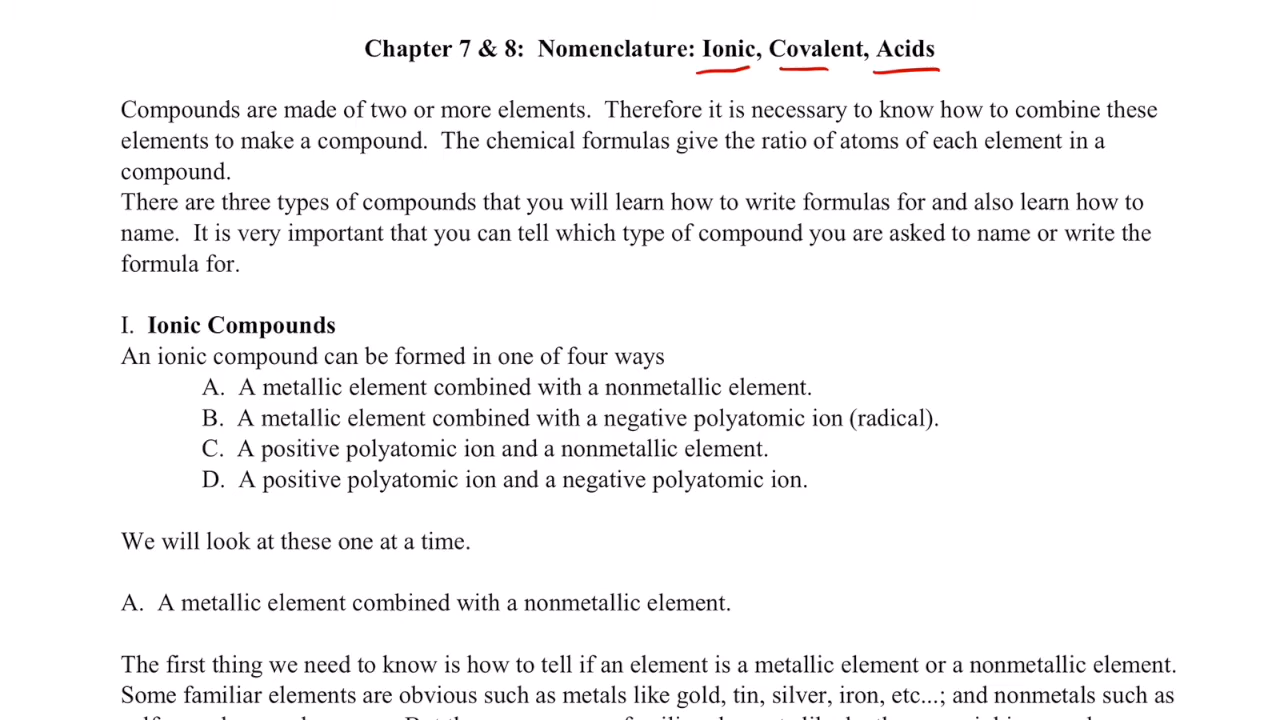 Chapter 7 & 8:  Nomenclature: Ionic, Covalent, Acids
Compounds are made of two or more elements.  Therefore it is necessary to know how to combine these
elements to make a compound.  The chemical formulas give the ratio of atoms of each element in a
compound.
There are three types of compounds that you will learn how to write formulas for and also learn how to
name.  It is very important that you can tell which type of compound you are asked to name or write the
formula for.
I.  Ionic Compounds
An ionic compound can be formed in one of four ways
A.  A metallic element combined with a nonmetallic element.
B.  A metallic element combined with a negative polyatomic ion (radical).
C.  A positive polyatomic ion and a nonmetallic element.
D.  A positive polyatomic ion and a negative polyatomic ion.
We will look at these one at a time.
A.  A metallic element combined with a nonmetallic element.
The first thing we need to know is how to tell if an element is a metallic element or a nonmetallic element.
Some familiar elements are obvious such as metals like gold, tin, silver, iron, etc...; and nonmetals such as